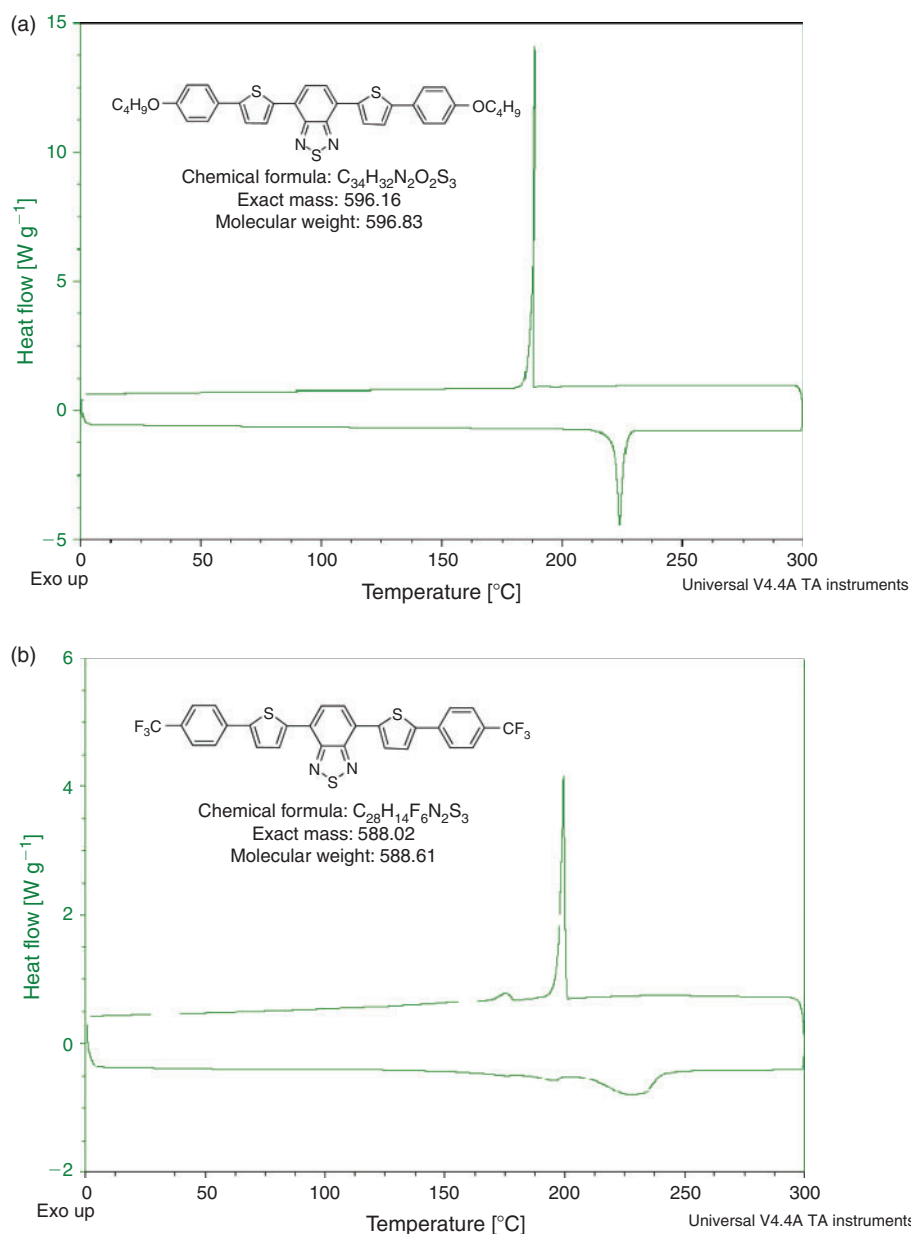 (a)
15
10
5
0
−5
Heat flow [W g⁻¹]
C₄H₉O
S
S
OC₄H₉
N
N
S
Chemical formula: C₃₄H₃₂N₂O₂S₃
Exact mass: 596.16
Molecular weight: 596.83
0 50 100 150 200 250 300
Exo up
Temperature [°C]
Universal V4.4A TA instruments
(b)
6
4
2
0
−2
Heat flow [W g⁻¹]
F₃C
S
S
CF₃
N
N
S
Chemical formula: C₂₈H₁₄F₆N₂S₃
Exact mass: 588.02
Molecular weight: 588.61
0 50 100 150 200 250 300
Exo up
Temperature [°C]
Universal V4.4A TA instruments